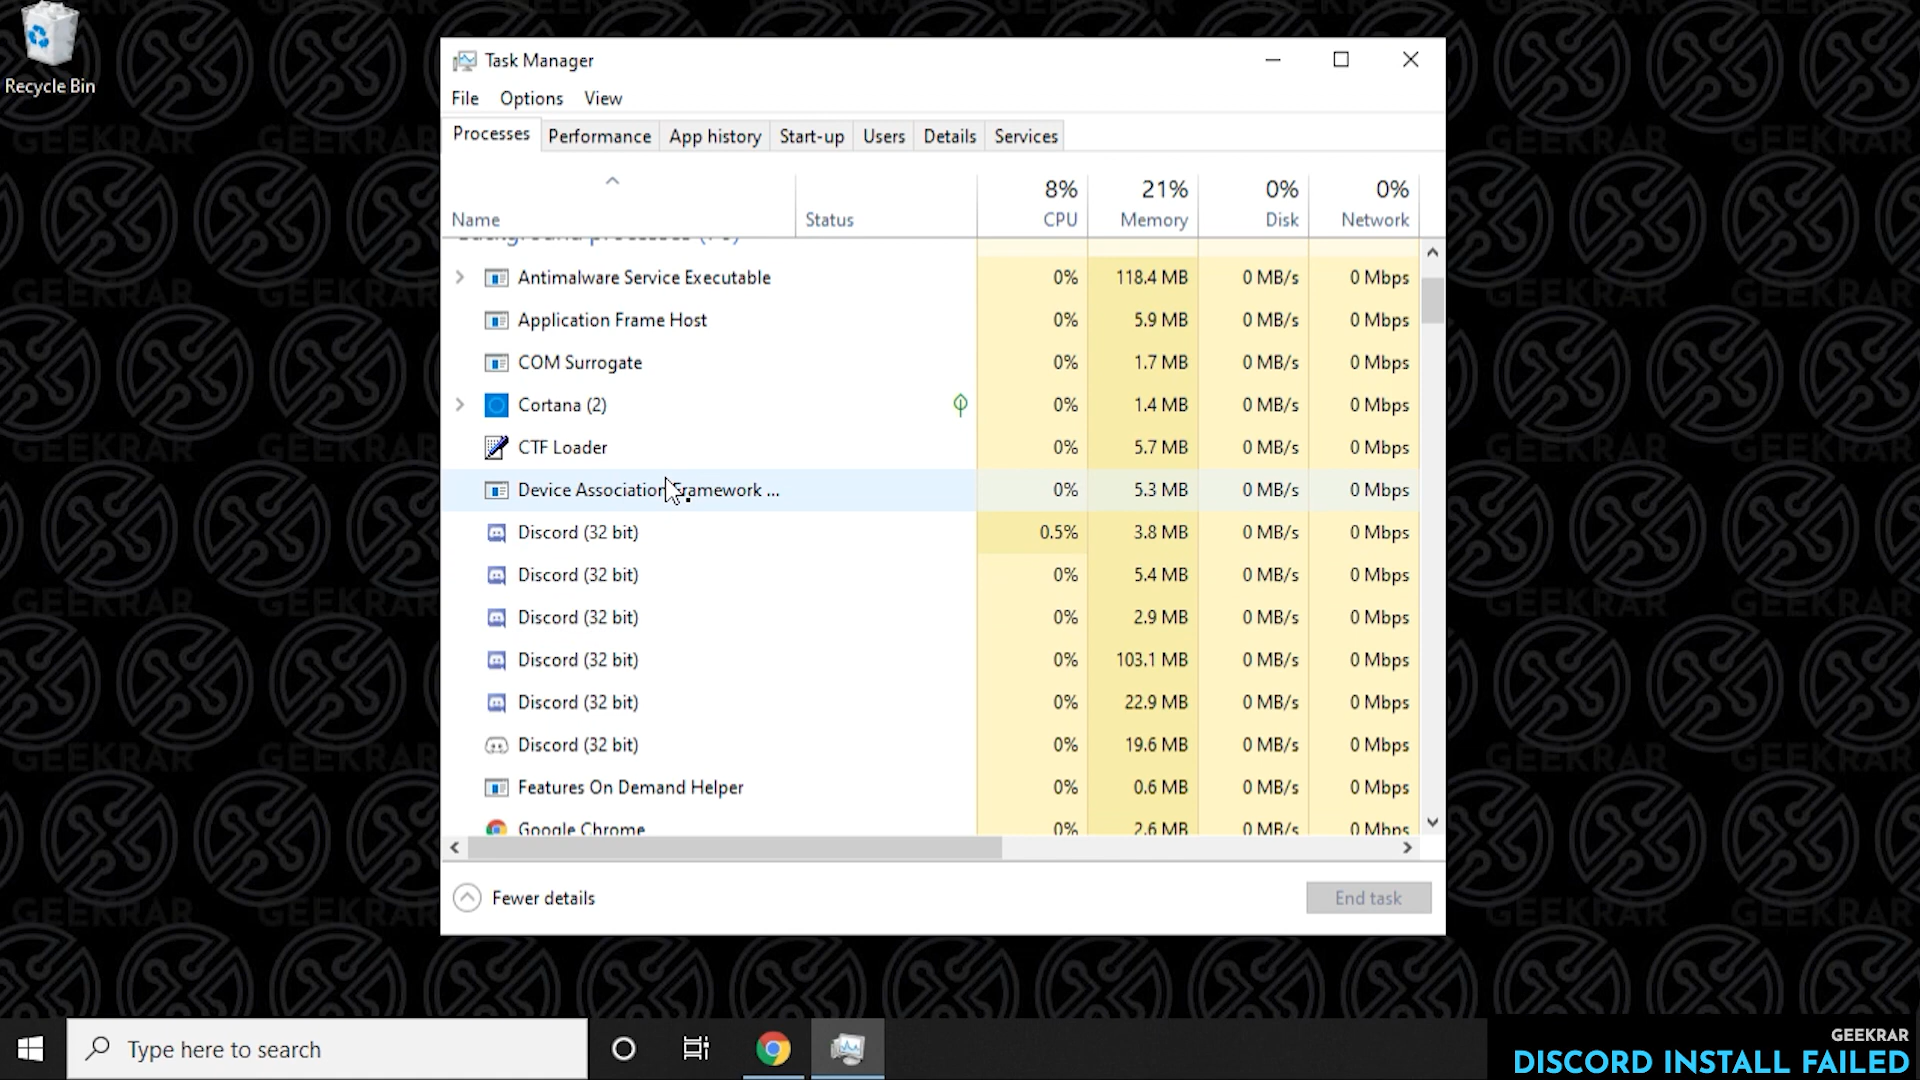 Recycle Bin
Task Manager
File Options View
Processes Performance App history Start-up Users Details Services
8% 21% 0% 0%
Name Status CPU Memory Disk Network
Antimalware Service Executable 0% 118.4 MB 0 MB/s 0 Mbps
Application Frame Host 0% 5.9 MB 0 MB/s 0 Mbps
COM Surrogate 0% 1.7 MB 0 MB/s 0 Mbps
Cortana (2) 0% 1.4 MB 0 MB/s 0 Mbps
CTF Loader 0% 5.7 MB 0 MB/s 0 Mbps
Device Association Framework ... 0% 5.3 MB 0 MB/s 0 Mbps
Discord (32 bit) 0.5% 3.8 MB 0 MB/s 0 Mbps
Discord (32 bit) 0% 5.4 MB 0 MB/s 0 Mbps
Discord (32 bit) 0% 2.9 MB 0 MB/s 0 Mbps
Discord (32 bit) 0% 103.1 MB 0 MB/s 0 Mbps
Discord (32 bit) 0% 22.9 MB 0 MB/s 0 Mbps
Discord (32 bit) 0% 19.6 MB 0 MB/s 0 Mbps
Features On Demand Helper 0% 0.6 MB 0 MB/s 0 Mbps
Google Chrome 0% 2.6 MB 0 MB/s 0 Mbps
Fewer details End task
Type here to search
GEEKRAR
DISCORD INSTALL FAILED